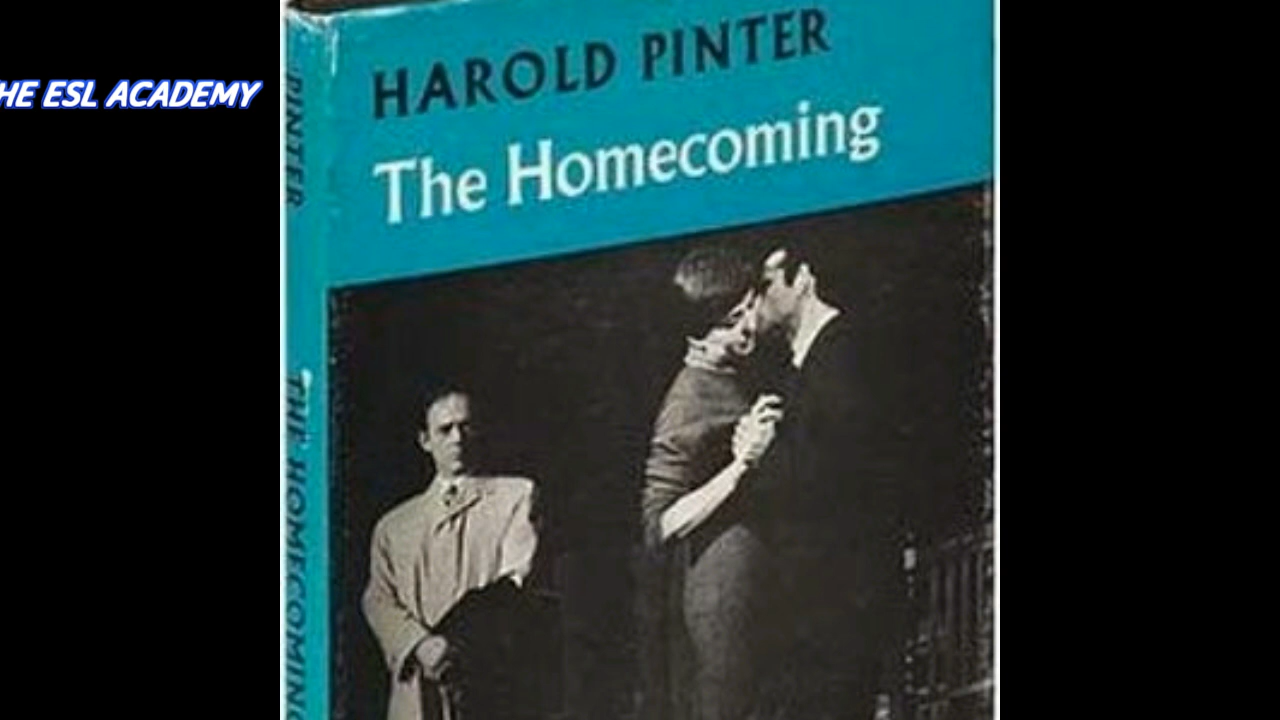 HE ESL ACADEMY
HAROLD PINTER
The Homecoming
PINTER
THE HOMECOMING